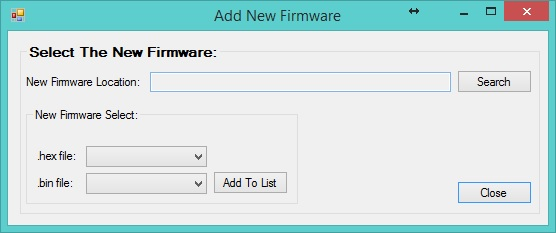 Add New Firmware
Select The New Firmware:
New Firmware Location:
Search
New Firmware Select:
.hex file:
.bin file:
Add To List
Close